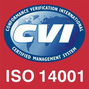 CONFORMANCE VERIFICATION INTERNATIONAL
CVI
CERTIFIED MANAGEMENT SYSTEM
ISO 14001